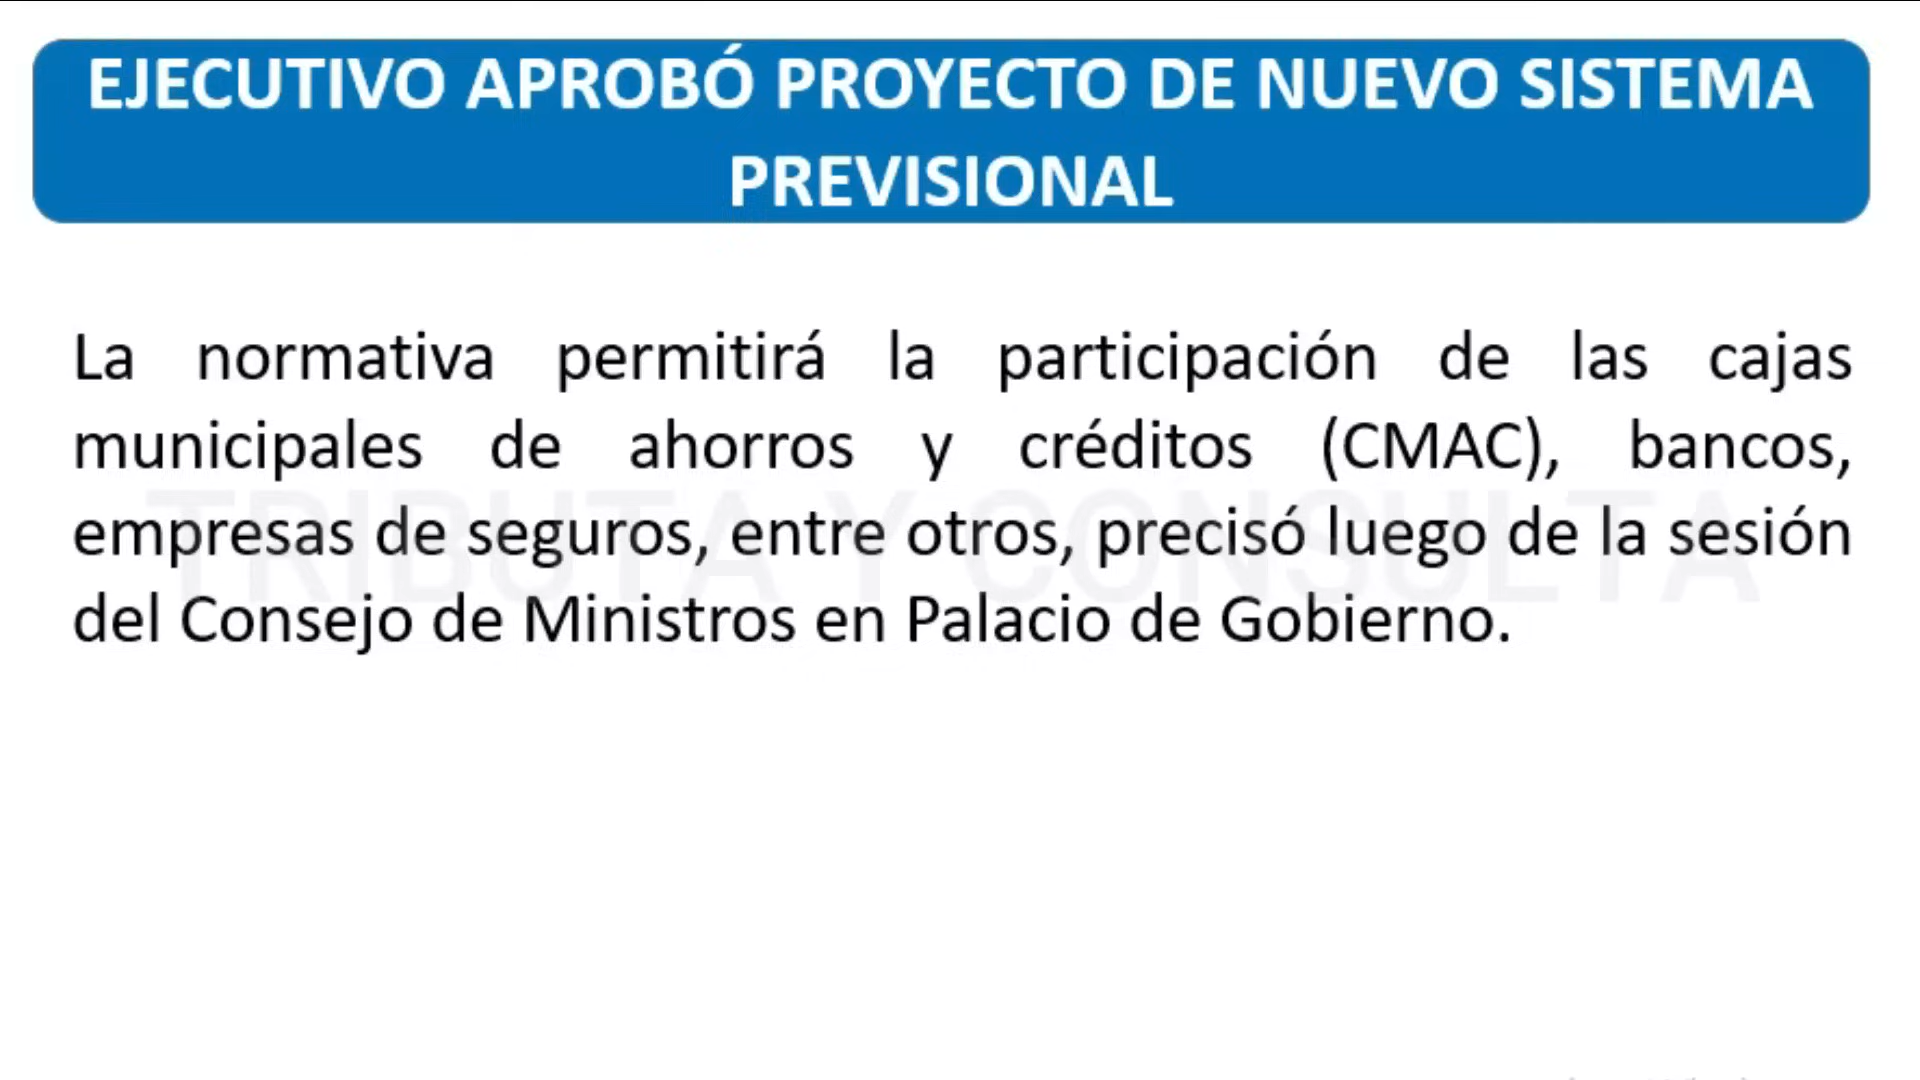 EJECUTIVO APROBÓ PROYECTO DE NUEVO SISTEMA
PREVISIONAL
La normativa permitirá la participación de las cajas
municipales de ahorros y créditos (CMAC), bancos,
TRIBUTA Y CONSULTA
empresas de seguros, entre otros, precisó luego de la sesión
del Consejo de Ministros en Palacio de Gobierno.